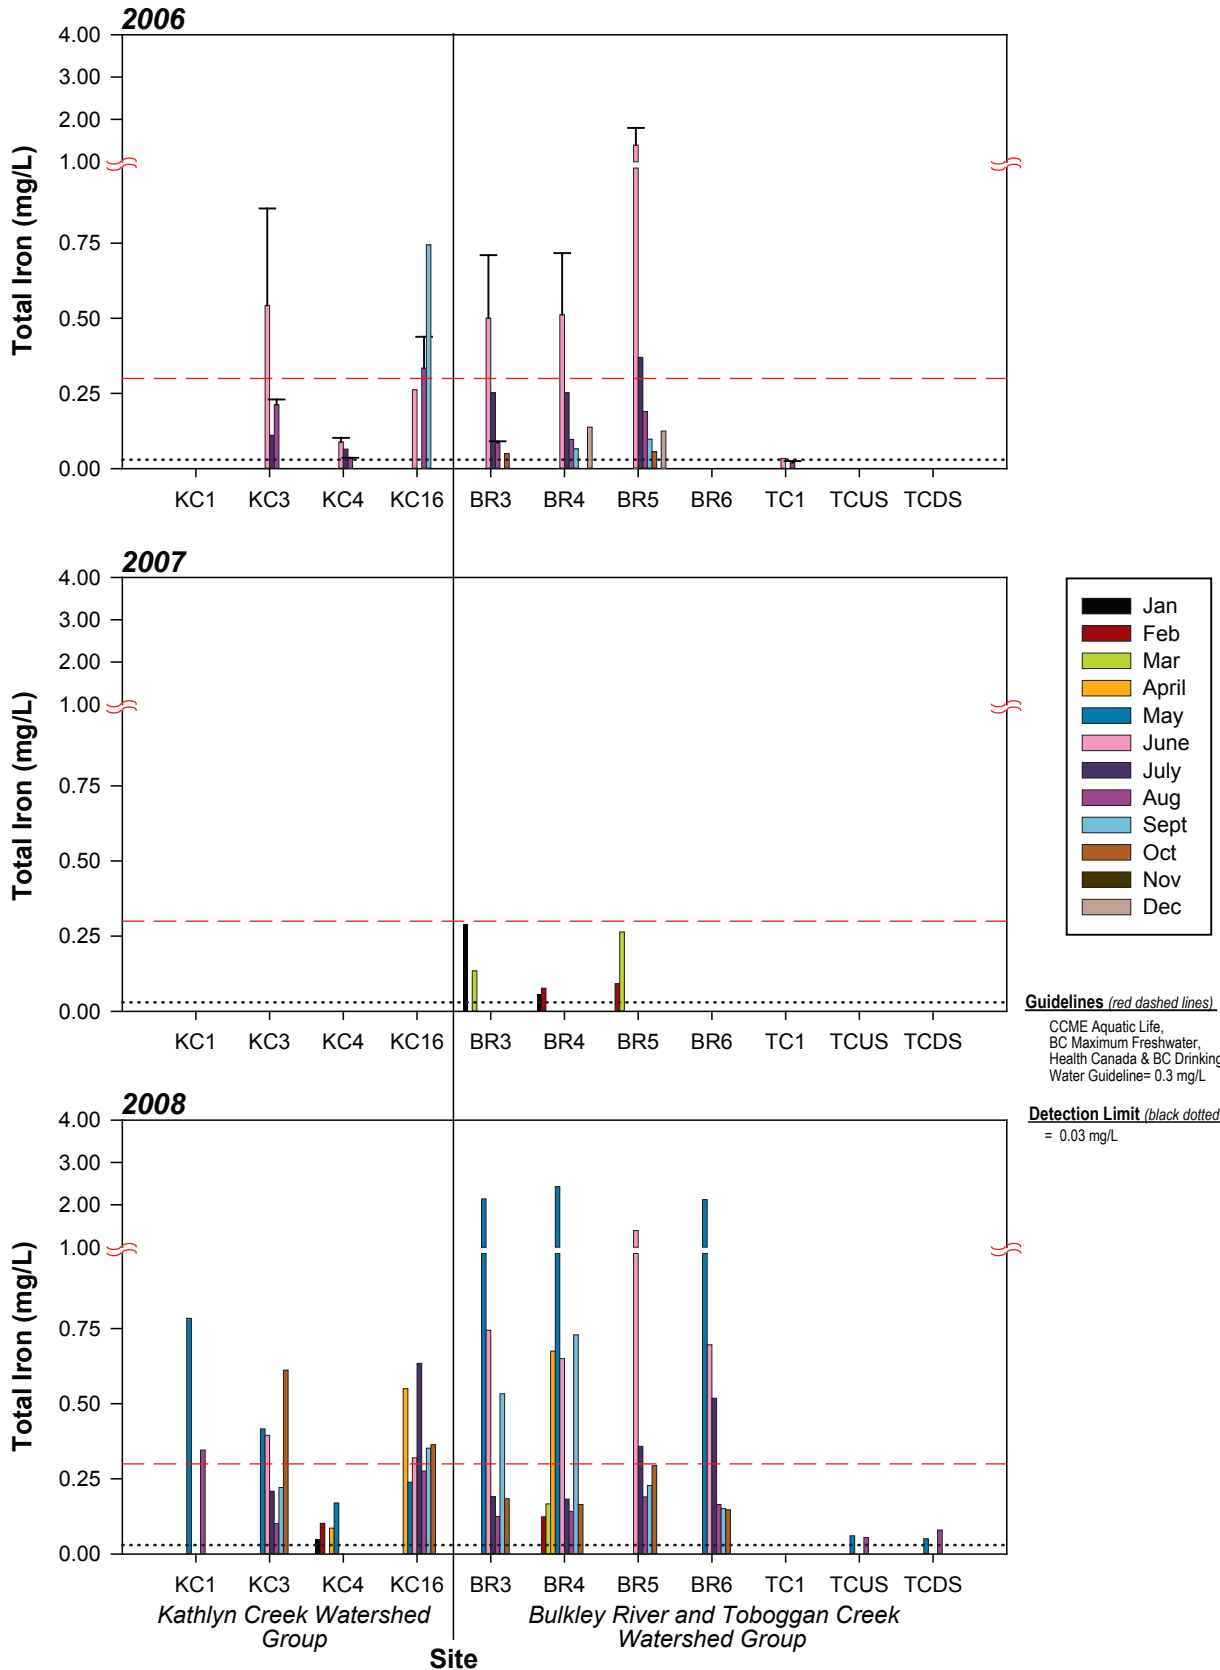 2006
4.00
3.00
2.00
1.00
0.75
0.50
0.25
0.00
Total Iron (mg/L)
KC1 KC3 KC4 KC16 BR3 BR4 BR5 BR6 TC1 TCUS TCDS
2007
4.00
3.00
2.00
1.00
0.75
0.50
0.25
0.00
Total Iron (mg/L)
KC1 KC3 KC4 KC16 BR3 BR4 BR5 BR6 TC1 TCUS TCDS
Jan
Feb
Mar
April
May
June
July
Aug
Sept
Oct
Nov
Dec
Guidelines (red dashed lines)
CCME Aquatic Life,
BC Maximum Freshwater,
Health Canada & BC Drinking
Water Guideline= 0.3 mg/L
Detection Limit (black dotted
= 0.03 mg/L
2008
4.00
3.00
2.00
1.00
0.75
0.50
0.25
0.00
Total Iron (mg/L)
KC1 KC3 KC4 KC16 BR3 BR4 BR5 BR6 TC1 TCUS TCDS
Kathlyn Creek Watershed
Group
Bulkley River and Toboggan Creek
Watershed Group
Site